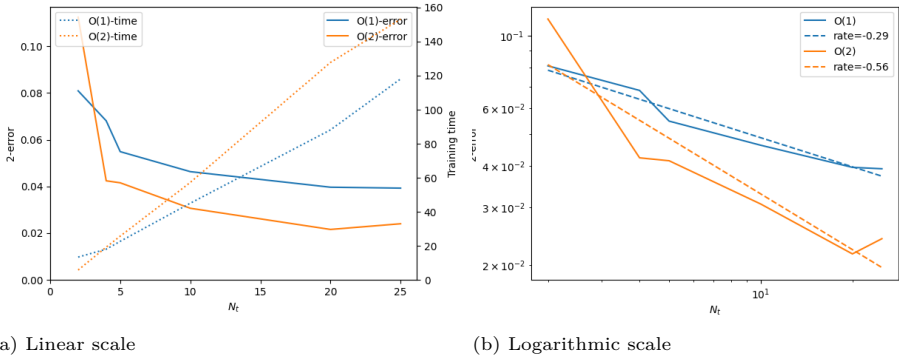 O(1)-time
O(2)-time
O(1)-error
O(2)-error
0.10
0.08
0.06
0.04
0.02
0.00
2-error
0
5
10
15
20
25
N_t
160
140
120
100
80
60
40
20
0
Training time
a) Linear scale
O(1)
rate=-0.29
O(2)
rate=-0.56
10^{-1}
6 × 10^{-2}
4 × 10^{-2}
3 × 10^{-2}
2 × 10^{-2}
2-error
10^1
N_t
(b) Logarithmic scale